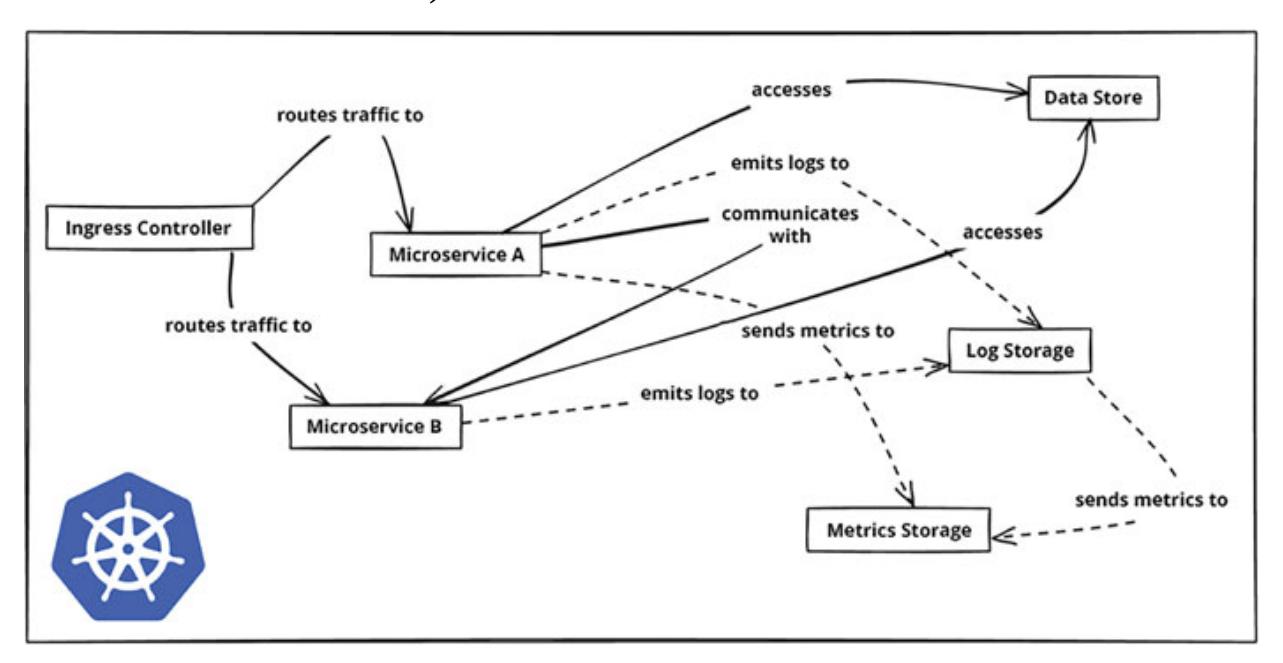 accesses
Data Store
routes traffic to
emits logs to
communicates
with
Ingress Controller
Microservice A
accesses
routes traffic to
sends metrics to
Log Storage
emits logs to
Microservice B
sends metrics to
Metrics Storage